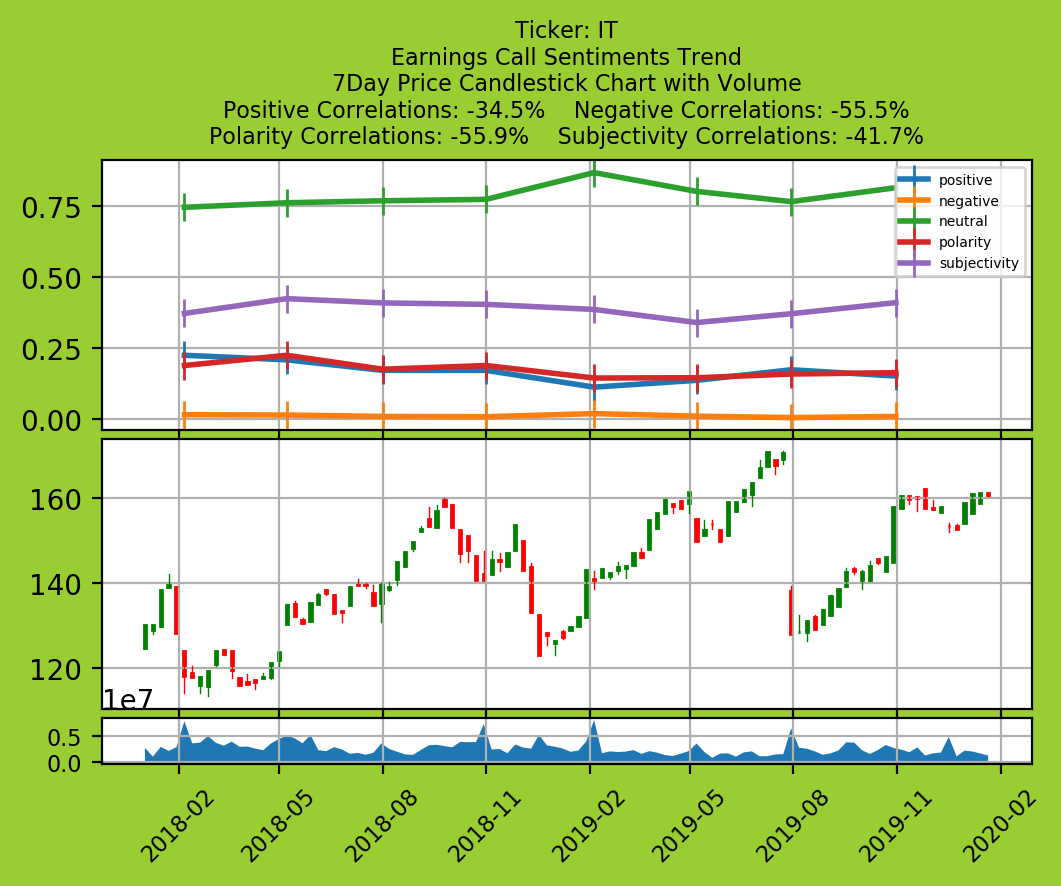 Ticker: IT
Earnings Call Sentiments Trend
7Day Price Candlestick Chart with Volume
Positive Correlations: -34.5%    Negative Correlations: -55.5%
Polarity Correlations: -55.9%    Subjectivity Correlations: -41.7%
positive
negative
neutral
polarity
subjectivity
0.75
0.50
0.25
0.00
160
140
120
1e7
0.5
0.0
2018-02
2018-05
2018-08
2018-11
2019-02
2019-05
2019-08
2019-11
2020-02